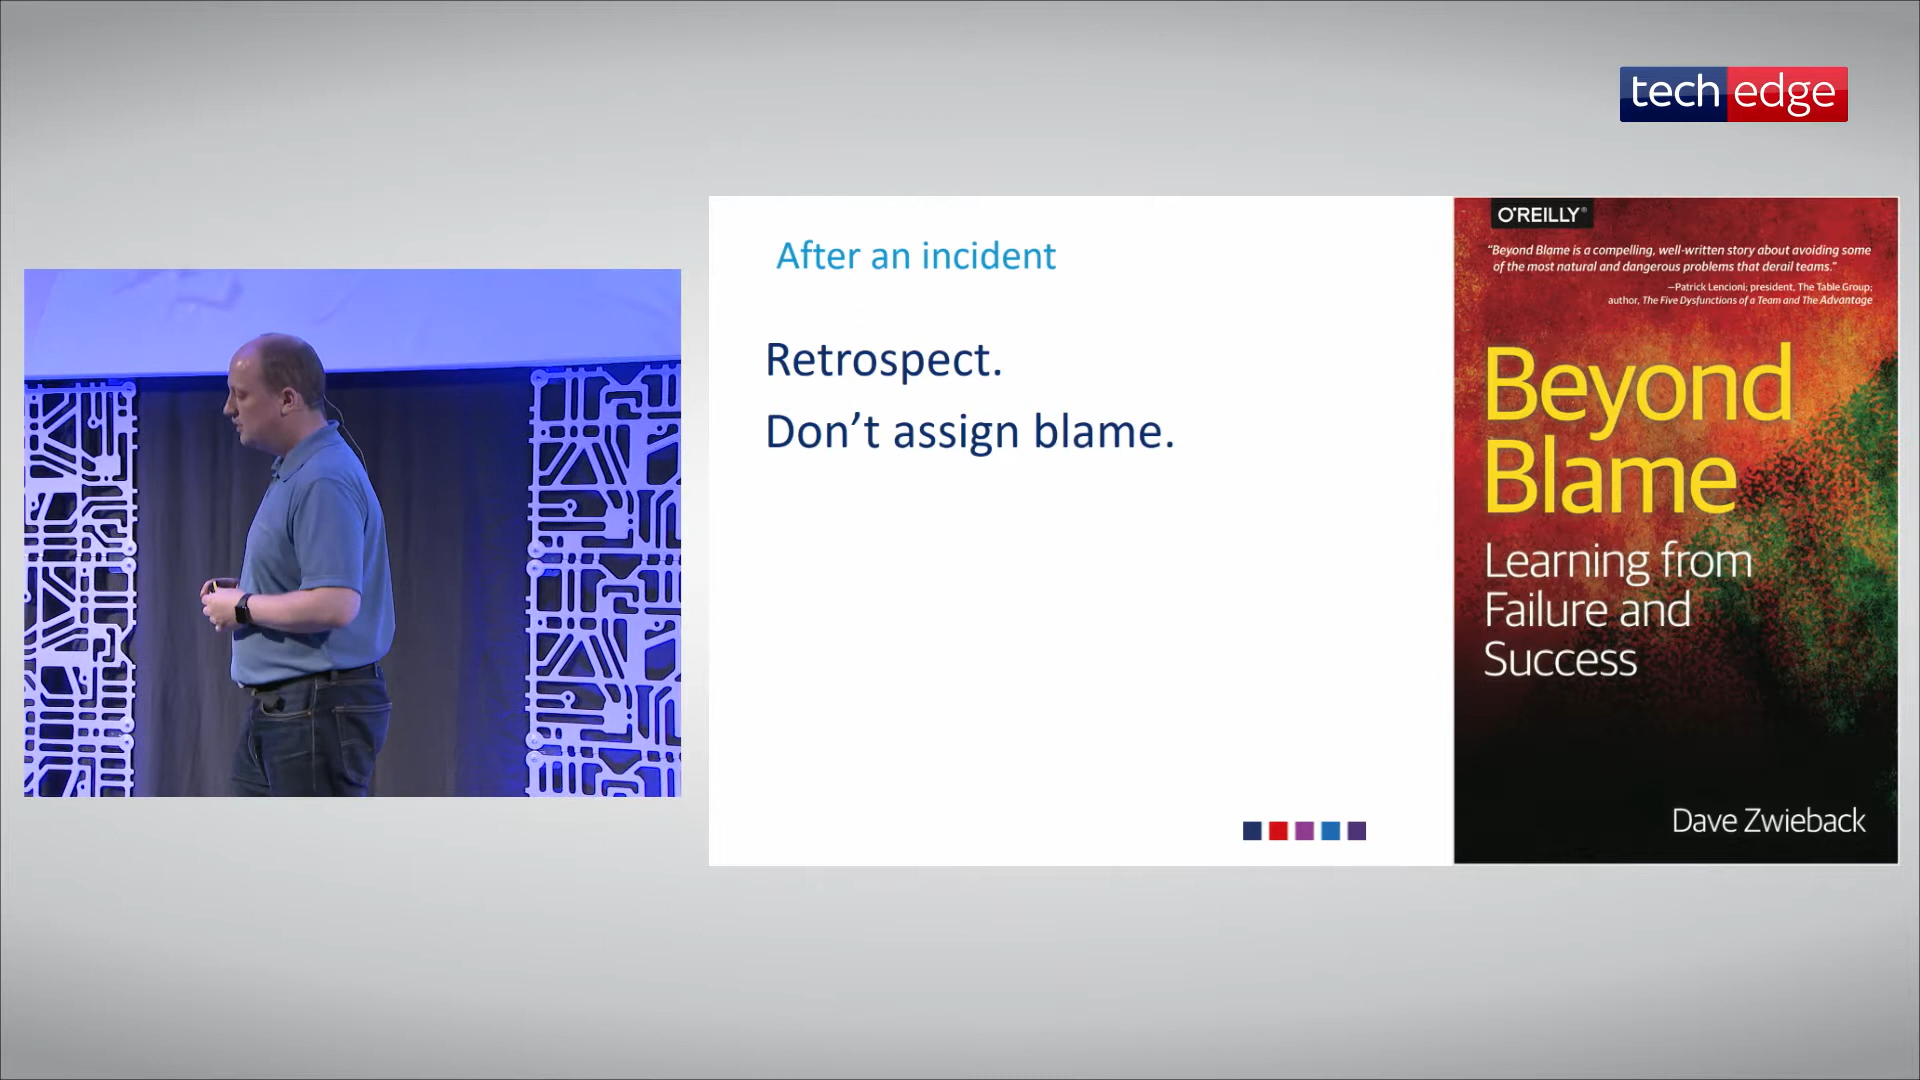 tech edge
After an incident
Retrospect.
Don’t assign blame.
O'REILLY®
“Beyond Blame is a compelling, well-written story about avoiding some
of the most natural and dangerous problems that derail teams.”
—Patrick Lencioni; president, The Table Group;
author, The Five Dysfunctions of a Team and The Advantage
Beyond
Blame
Learning from
Failure and
Success
Dave Zwieback